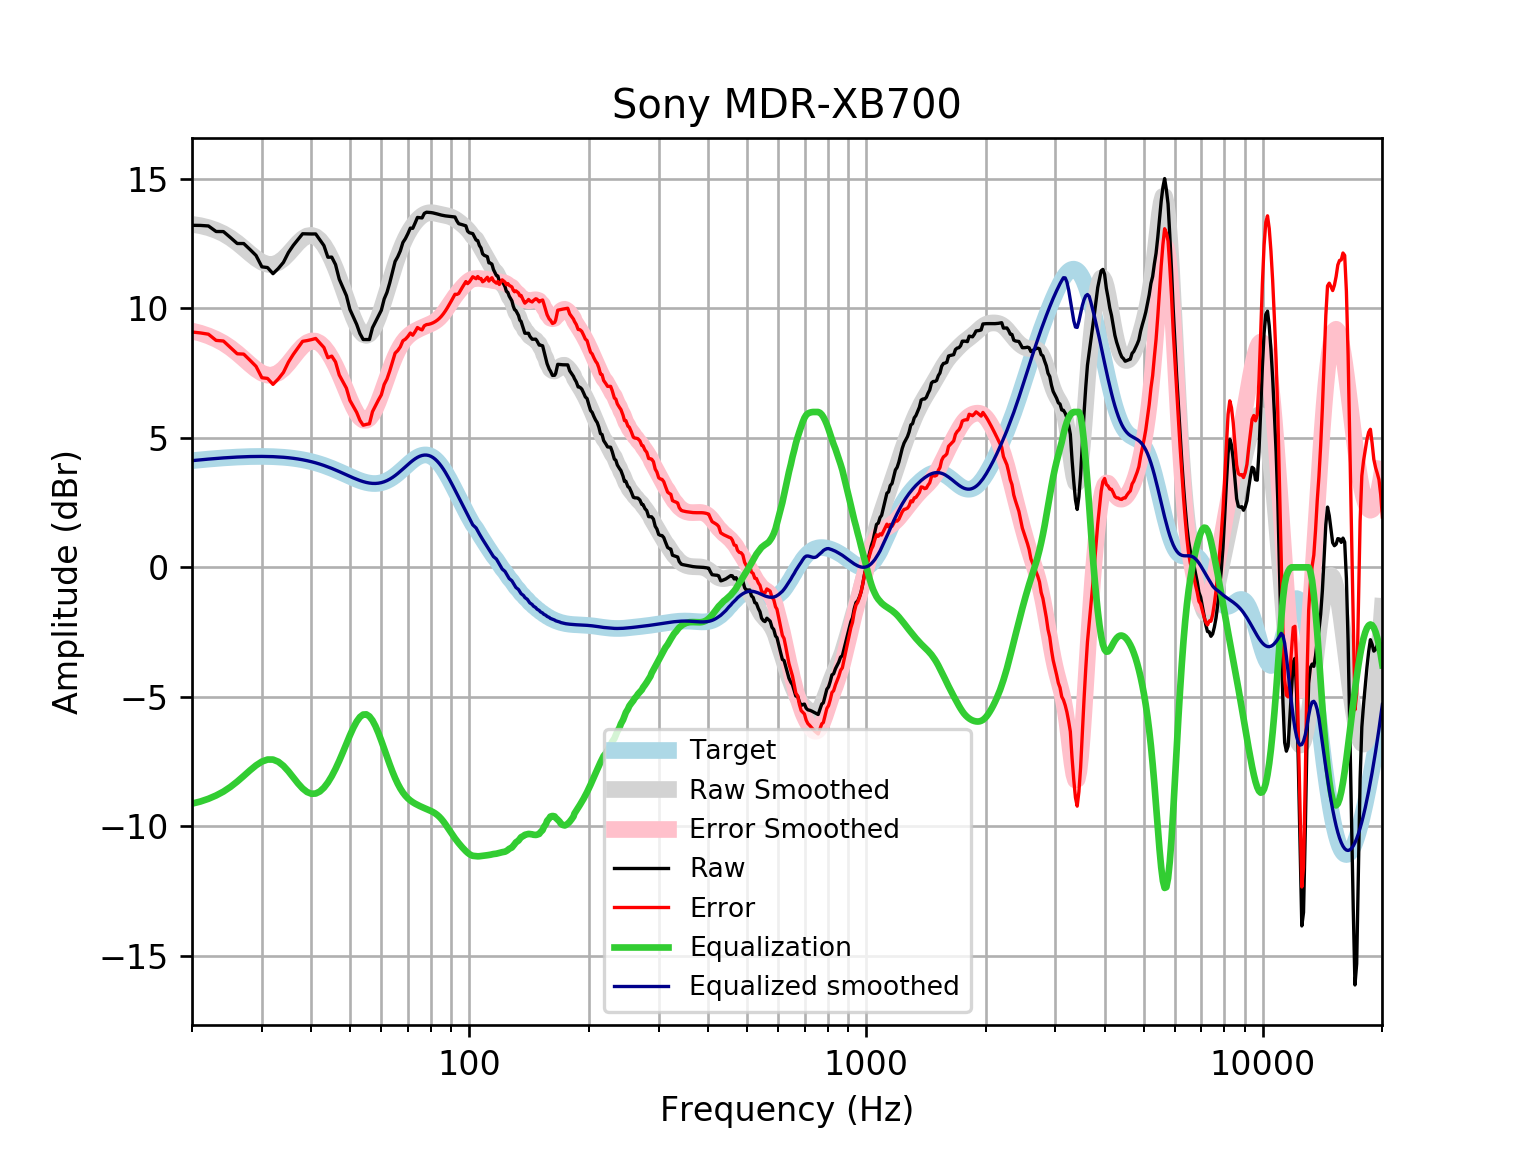 Sony MDR-XB700
15
10
5
0
−5
−10
−15
Amplitude (dBr)
Target
Raw Smoothed
Error Smoothed
Raw
Error
Equalization
Equalized smoothed
100
1000
10000
Frequency (Hz)